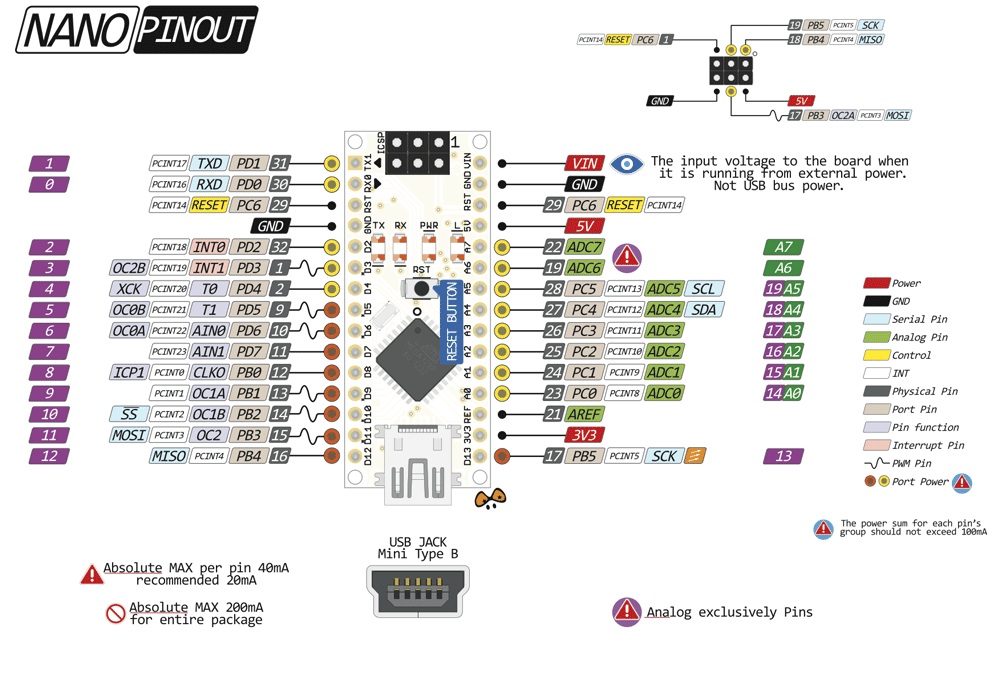 NANO PINOUT
19 PB5 PCINT5 SCK
18 PB4 PCINT4 MISO
PCINT14 RESET PC6 1
GND
5V
17 PB3 OC2A PCINT3 MOSI
1 PCINT17 TXD PD1 31
0 PCINT16 RXD PD0 30
PCINT14 RESET PC6 29
GND
2 PCINT18 INT0 PD2 32
3 OC2B PCINT19 INT1 PD3 1
4 XCK PCINT20 T0 PD4 2
5 OC0B PCINT21 T1 PD5 9
6 OC0A PCINT22 AIN0 PD6 10
7 PCINT23 AIN1 PD7 11
8 ICP1 PCINT0 CLKO PB0 12
9 PCINT1 OC1A PB1 13
10 SS PCINT2 OC1B PB2 14
11 MOSI PCINT3 OC2 PB3 15
12 MISO PCINT4 PB4 16
ICSP
1
TX1
RX0
RST
GND
D2
D3
D4
D5
D6
D7
D8
D9
D10
D11
D12
TX RX PWR L
RST
RESET BUTTON
VIN
GND
RST
5V
A7
A6
A5
A4
A3
A2
A1
A0
REF
3V3
D13
VIN
GND
29 PC6 RESET PCINT14
5V
22 ADC7 A7
19 ADC6 A6
28 PC5 PCINT13 ADC5 SCL 19 A5
27 PC4 PCINT12 ADC4 SDA 18 A4
26 PC3 PCINT11 ADC3 17 A3
25 PC2 PCINT10 ADC2 16 A2
24 PC1 PCINT9 ADC1 15 A1
23 PC0 PCINT8 ADC0 14 A0
21 AREF
3V3
17 PB5 PCINT5 SCK 13
The input voltage to the board when
it is running from external power.
Not USB bus power.
Power
GND
Serial Pin
Analog Pin
Control
INT
Physical Pin
Port Pin
Pin function
Interrupt Pin
PWM Pin
Port Power
The power sum for each pin's
group should not exceed 100mA
USB JACK
Mini Type B
Absolute MAX per pin 40mA
recommended 20mA
Absolute MAX 200mA
for entire package
Analog exclusively Pins